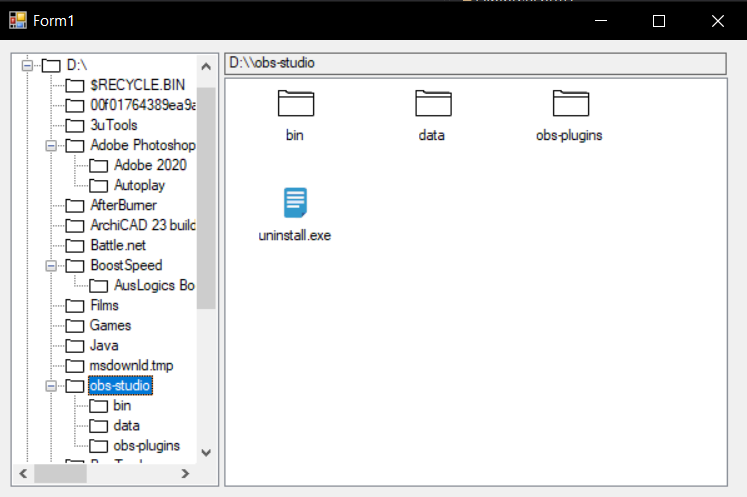 Form1
D:\
$RECYCLE.BIN
00f01764389ea9a
3uTools
Adobe Photoshop
Adobe 2020
Autoplay
AfterBurner
ArchiCAD 23 build
Battle.net
BoostSpeed
AusLogics Bo
Films
Games
Java
msdownld.tmp
obs-studio
bin
data
obs-plugins
D:\\obs-studio
bin
data
obs-plugins
uninstall.exe